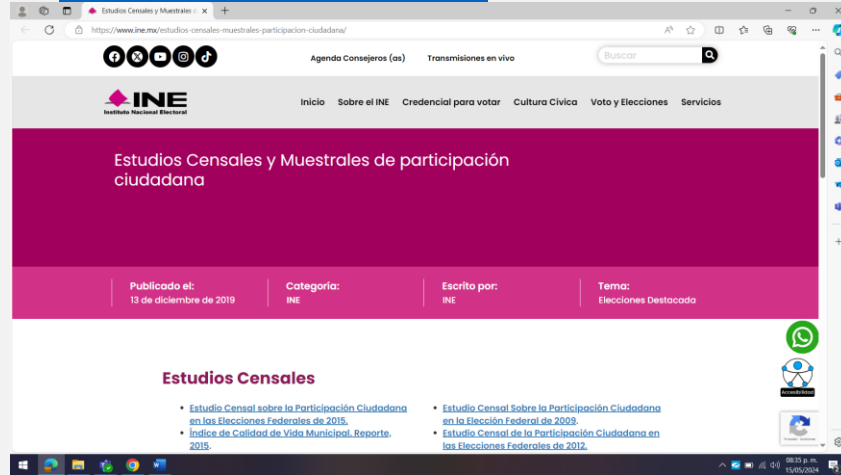 Estudios Censales y Muestrales d
https://www.ine.mx/estudios-censales-muestrales-participacion-ciudadana/
Agenda Consejeros (as) Transmisiones en vivo Buscar
INE
Instituto Nacional Electoral
Inicio Sobre el INE Credencial para votar Cultura Cívica Voto y Elecciones Servicios
Estudios Censales y Muestrales de participación
ciudadana
Publicado el: Categoría: Escrito por: Tema:
13 de diciembre de 2019 INE INE Elecciones Destacada
Accesibilidad
Estudios Censales
Estudio Censal sobre la Participación Ciudadana
en las Elecciones Federales de 2015.
Índice de Calidad de Vida Municipal. Reporte,
2015.
Estudio Censal Sobre la Participación Ciudadana
en la Elección Federal de 2009.
Estudio Censal de la Participación Ciudadana en
las Elecciones Federales de 2012.
08:35 p. m.
15/05/2024